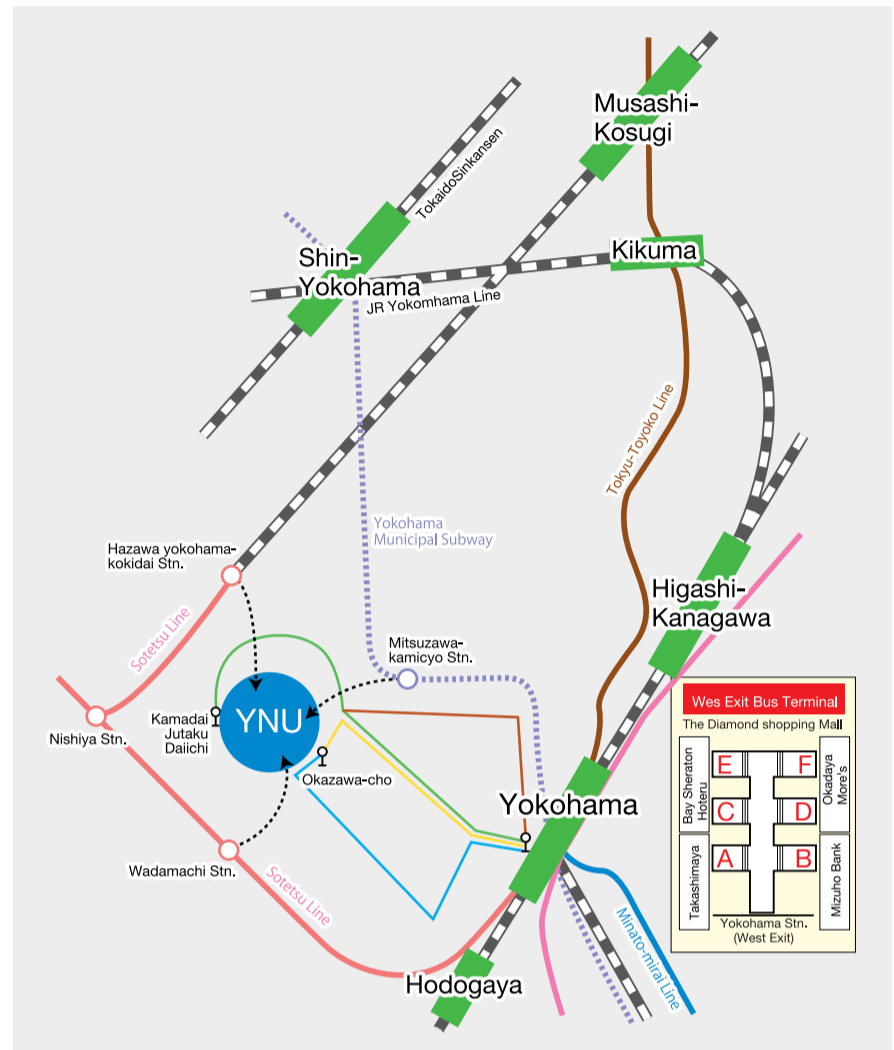 Musashi-
Kosugi
TokaidoSinkansen
Kikuma
Shin-
Yokohama
JR Yokomhama Line
Tokyu-Toyoko Line
Yokohama
Municipal Subway
Hazawa yokohama-
kokidai Stn.
Higashi-
Kanagawa
Sotetsu Line
Mitsuzawa-
kamicyo Stn.
YNU
Kamadai
Jutaku
Daiichi
Nishiya Stn.
Okazawa-cho
Yokohama
Wadamachi Stn.
Sotetsu Line
Hodogaya
Minato-mirai Line
Wes Exit Bus Terminal
The Diamond shopping Mall
Bay Sheraton
Hoteru
E
F
Okadaya
More's
C
D
Takashimaya
A
B
Mizuho Bank
Yokohama Stn.
(West Exit)